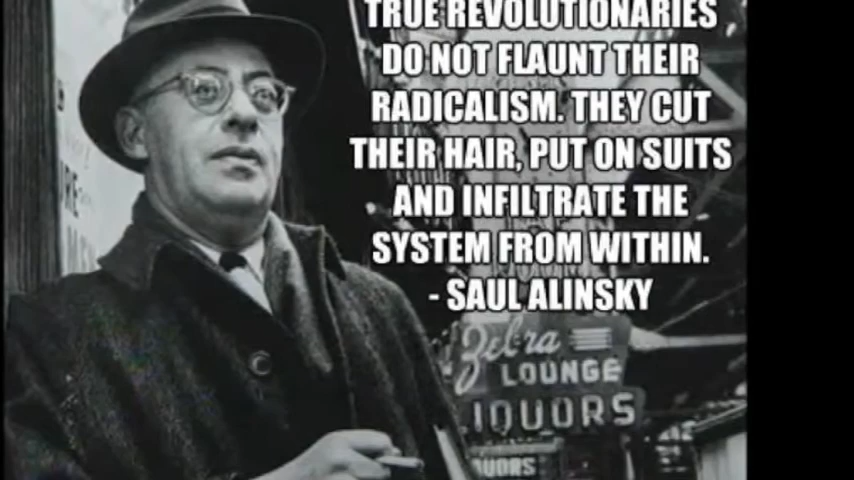 TRUE REVOLUTIONARIES
DO NOT FLAUNT THEIR
RADICALISM. THEY CUT
THEIR HAIR, PUT ON SUITS
AND INFILTRATE THE
SYSTEM FROM WITHIN.
- SAUL ALINSKY
Zebra
LOUNGE
LIQUORS